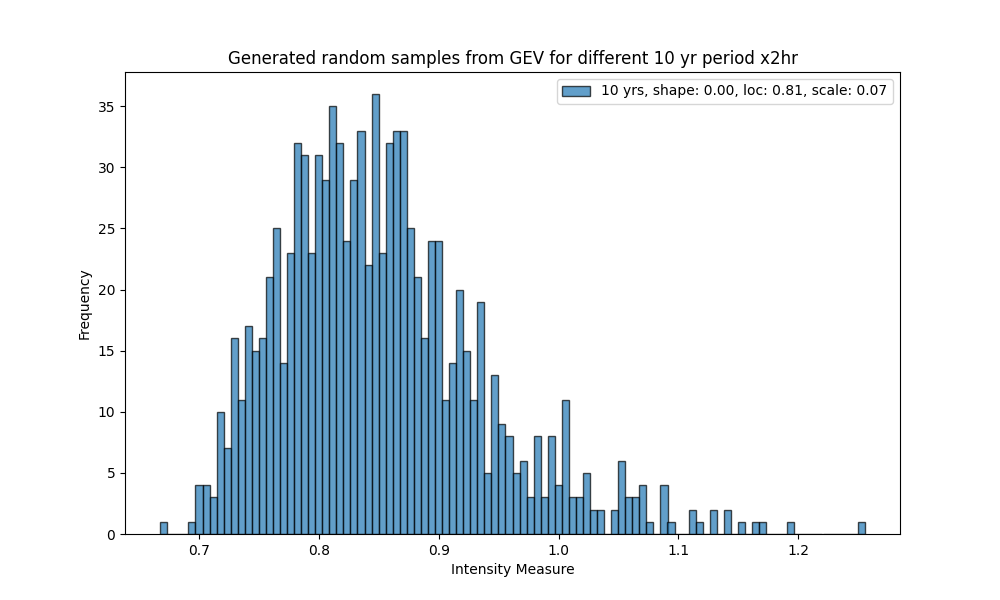 Generated random samples from GEV for different 10 yr period x2hr
10 yrs, shape: 0.00, loc: 0.81, scale: 0.07
Frequency
35
30
25
20
15
10
5
0
0.7 0.8 0.9 1.0 1.1 1.2
Intensity Measure